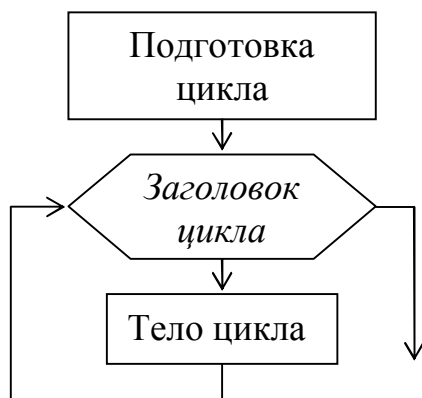 Подготовка
цикла
Заголовок
цикла
Тело цикла